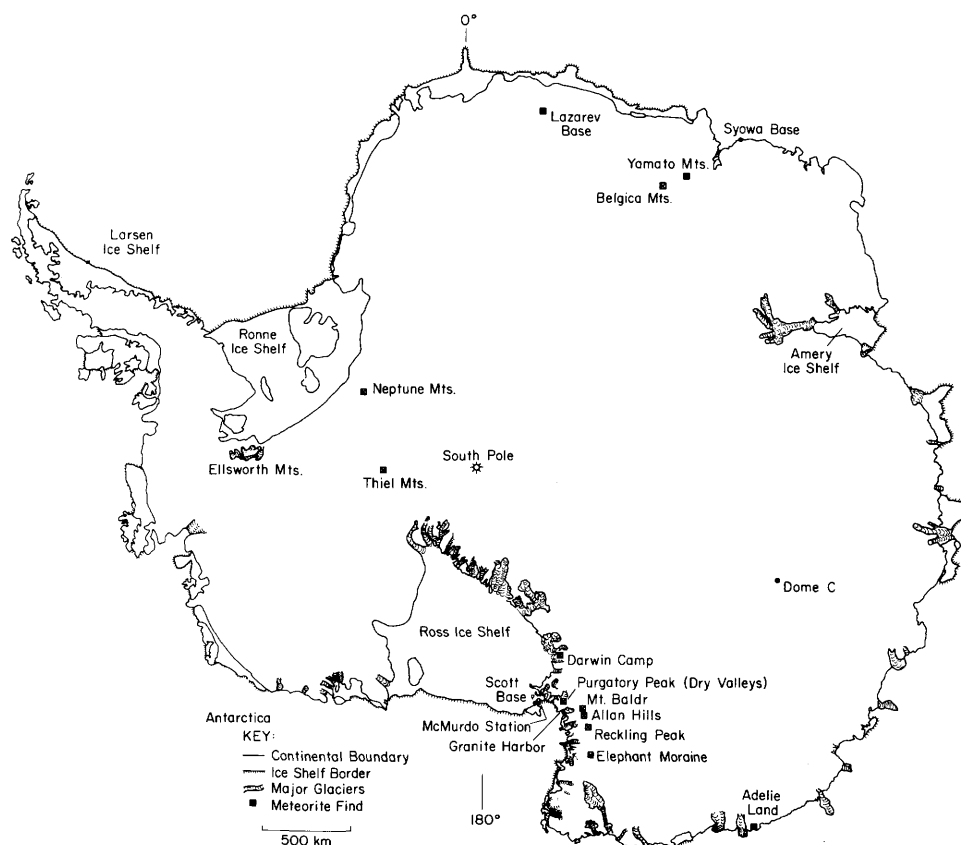 0°
Lazarev
Base
Syowa Base
Yamato Mts.
Belgica Mts.
Larsen
Ice Shelf
Ronne
Ice Shelf
Amery
Ice Shelf
Neptune Mts.
South Pole
Ellsworth Mts.
Thiel Mts.
Dome C
Ross Ice Shelf
Darwin Camp
Scott
Base
Purgatory Peak (Dry Valleys)
Mt. Baldr
Allan Hills
McMurdo Station
Reckling Peak
Granite Harbor
Elephant Moraine
Antarctica
KEY:
Continental Boundary
Ice Shelf Border
Major Glaciers
Meteorite Find
500 km
180°
Adelie
Land